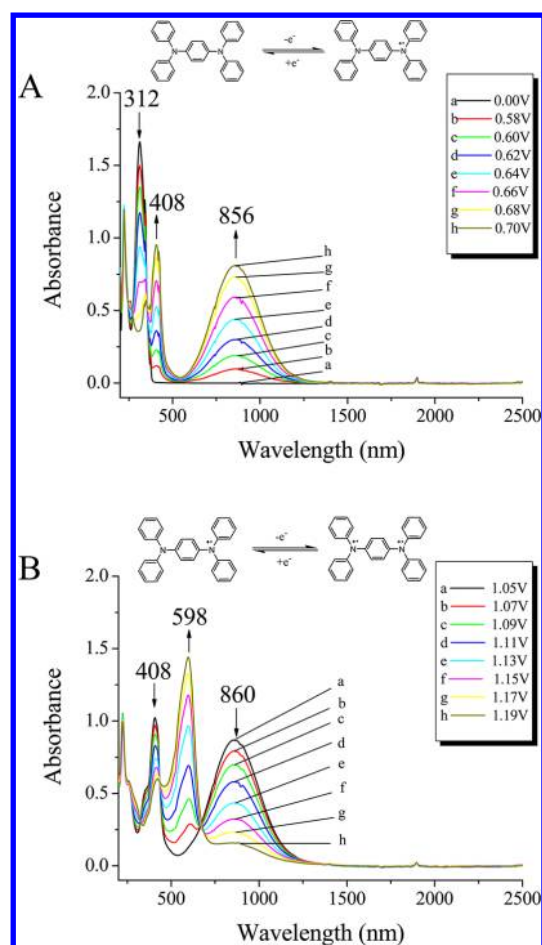 -e-
+e-
N N N N
A
312
408
856
a 0.00V
b 0.58V
c 0.60V
d 0.62V
e 0.64V
f 0.66V
g 0.68V
h 0.70V
h
g
f
e
d
c
b
a
Absorbance
2.0
1.5
1.0
0.5
0.0
500 1000 1500 2000 2500
Wavelength (nm)
-e-
+e-
N N N N
B
598
408
860
a 1.05V
b 1.07V
c 1.09V
d 1.11V
e 1.13V
f 1.15V
g 1.17V
h 1.19V
a
b
c
d
e
f
g
h
Absorbance
2.0
1.5
1.0
0.5
0.0
500 1000 1500 2000 2500
Wavelength (nm)